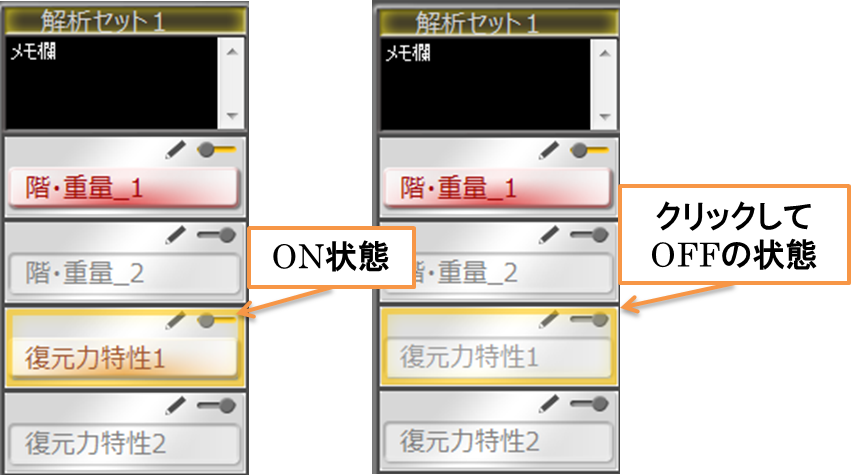 解析セット1
メモ欄
階・重量_1
階・重量_2
復元力特性1
復元力特性2
ON状態
解析セット1
メモ欄
階・重量_1
階・重量_2
復元力特性1
復元力特性2
クリックして
OFFの状態